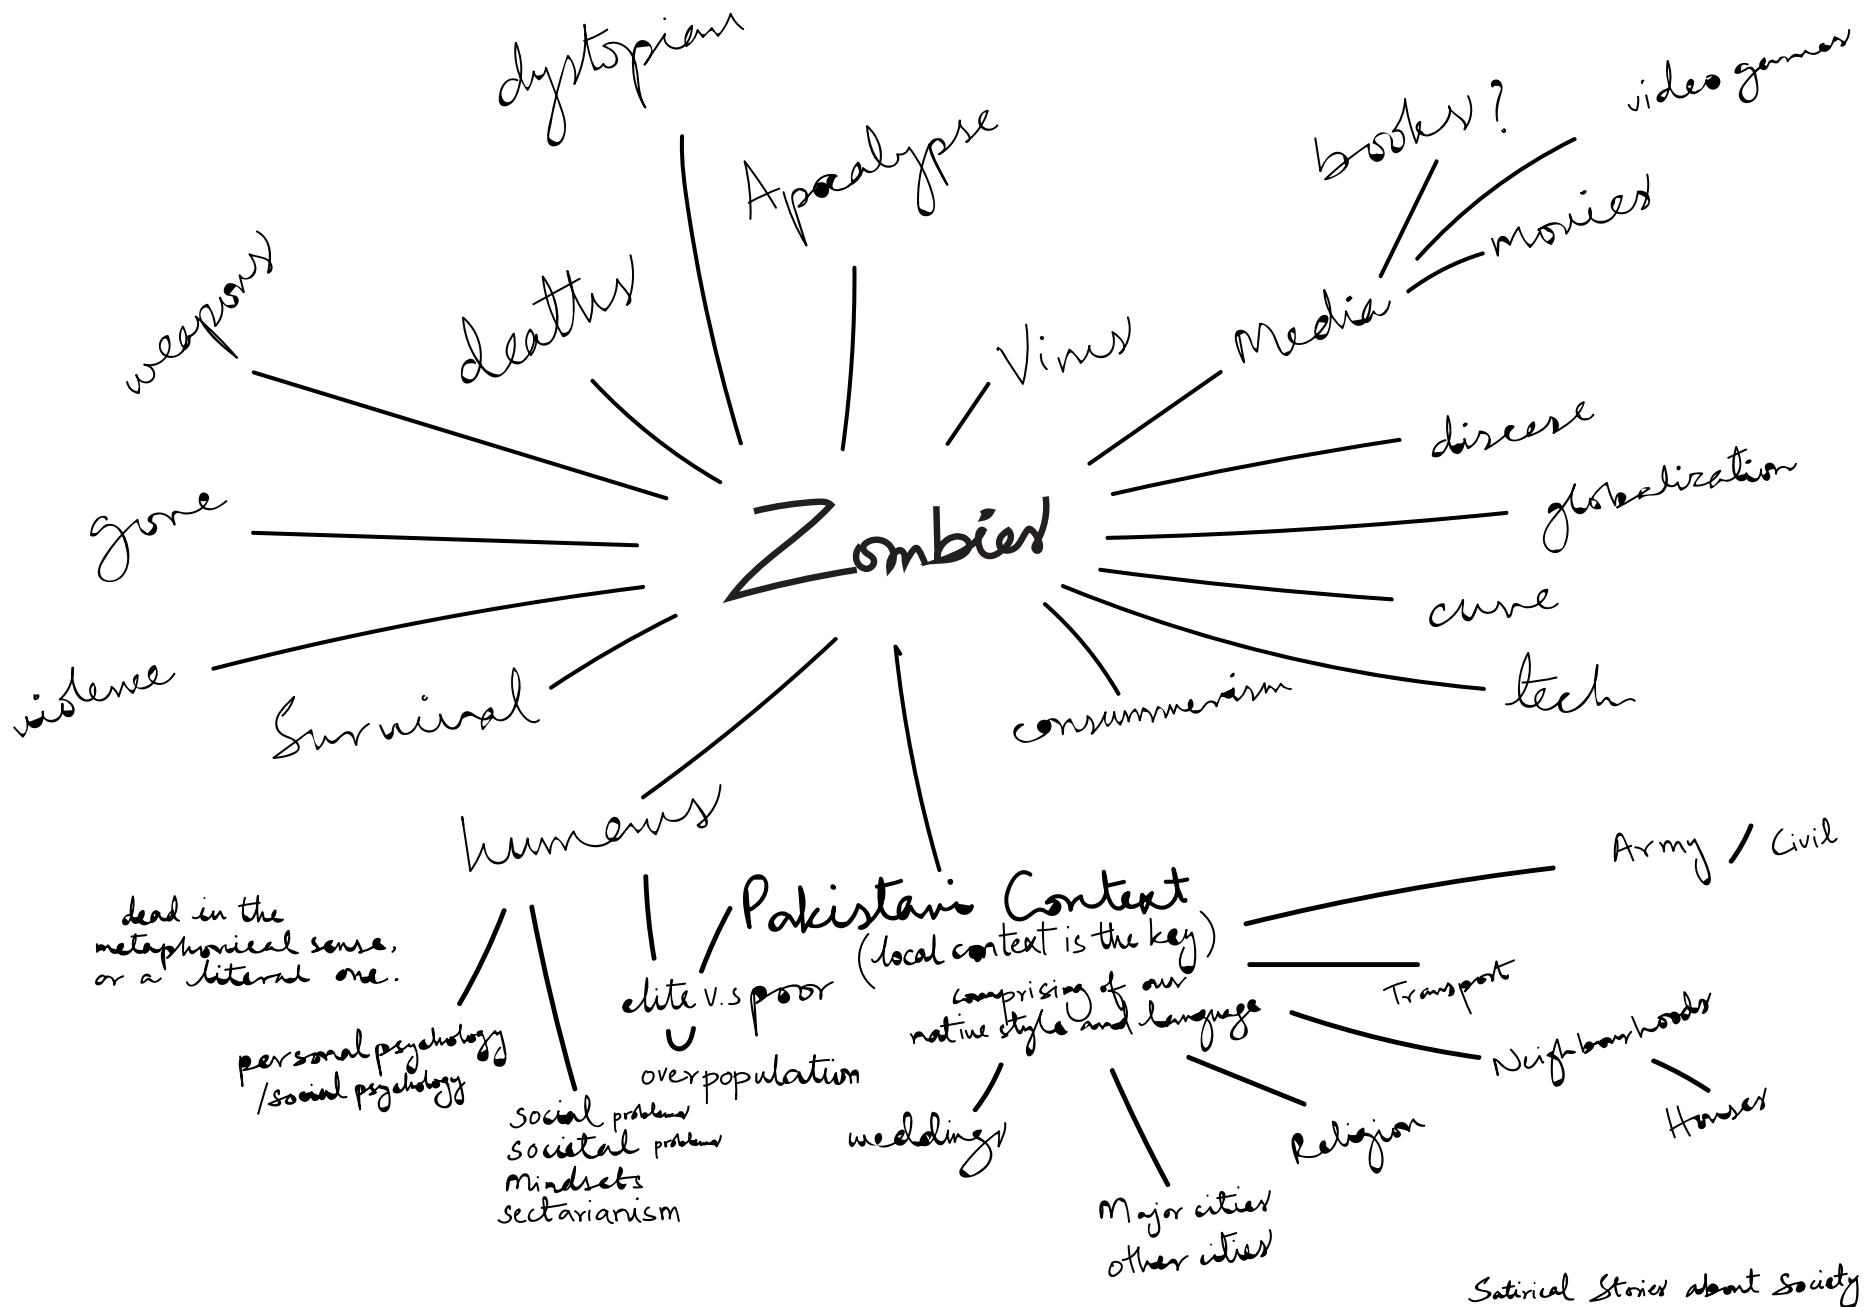 dystopian
Apocalypse
books?
video games
movies
weapons
deaths
Virus
Media
disease
globalization
gore
Zombies
cure
violence
Survival
consummerism
tech
humans
Pakistani Context
(local context is the key)
comprising of our
native style and language
Army / Civil
Transport
Neighbourhoods
Houses
dead in the
metaphorical sense,
or a literal one.
elite v.s poor
overpopulation
personal psychology
/social psychology
social problems
societal problems
Mindsets
sectarianism
weddings
Religion
Major cities
other cities
Satirical Stories about Society